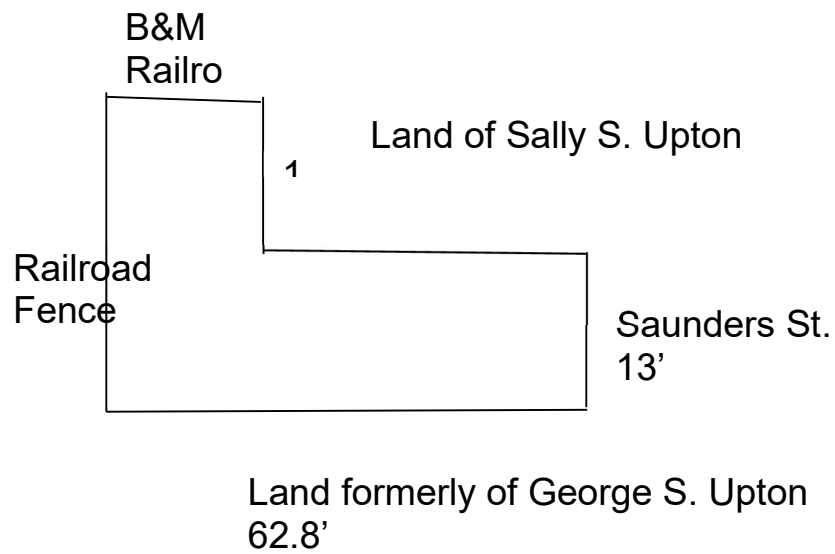 B&M
Railro
Land of Sally S. Upton
1
Railroad
Fence
Saunders St.
13’
Land formerly of George S. Upton
62.8’